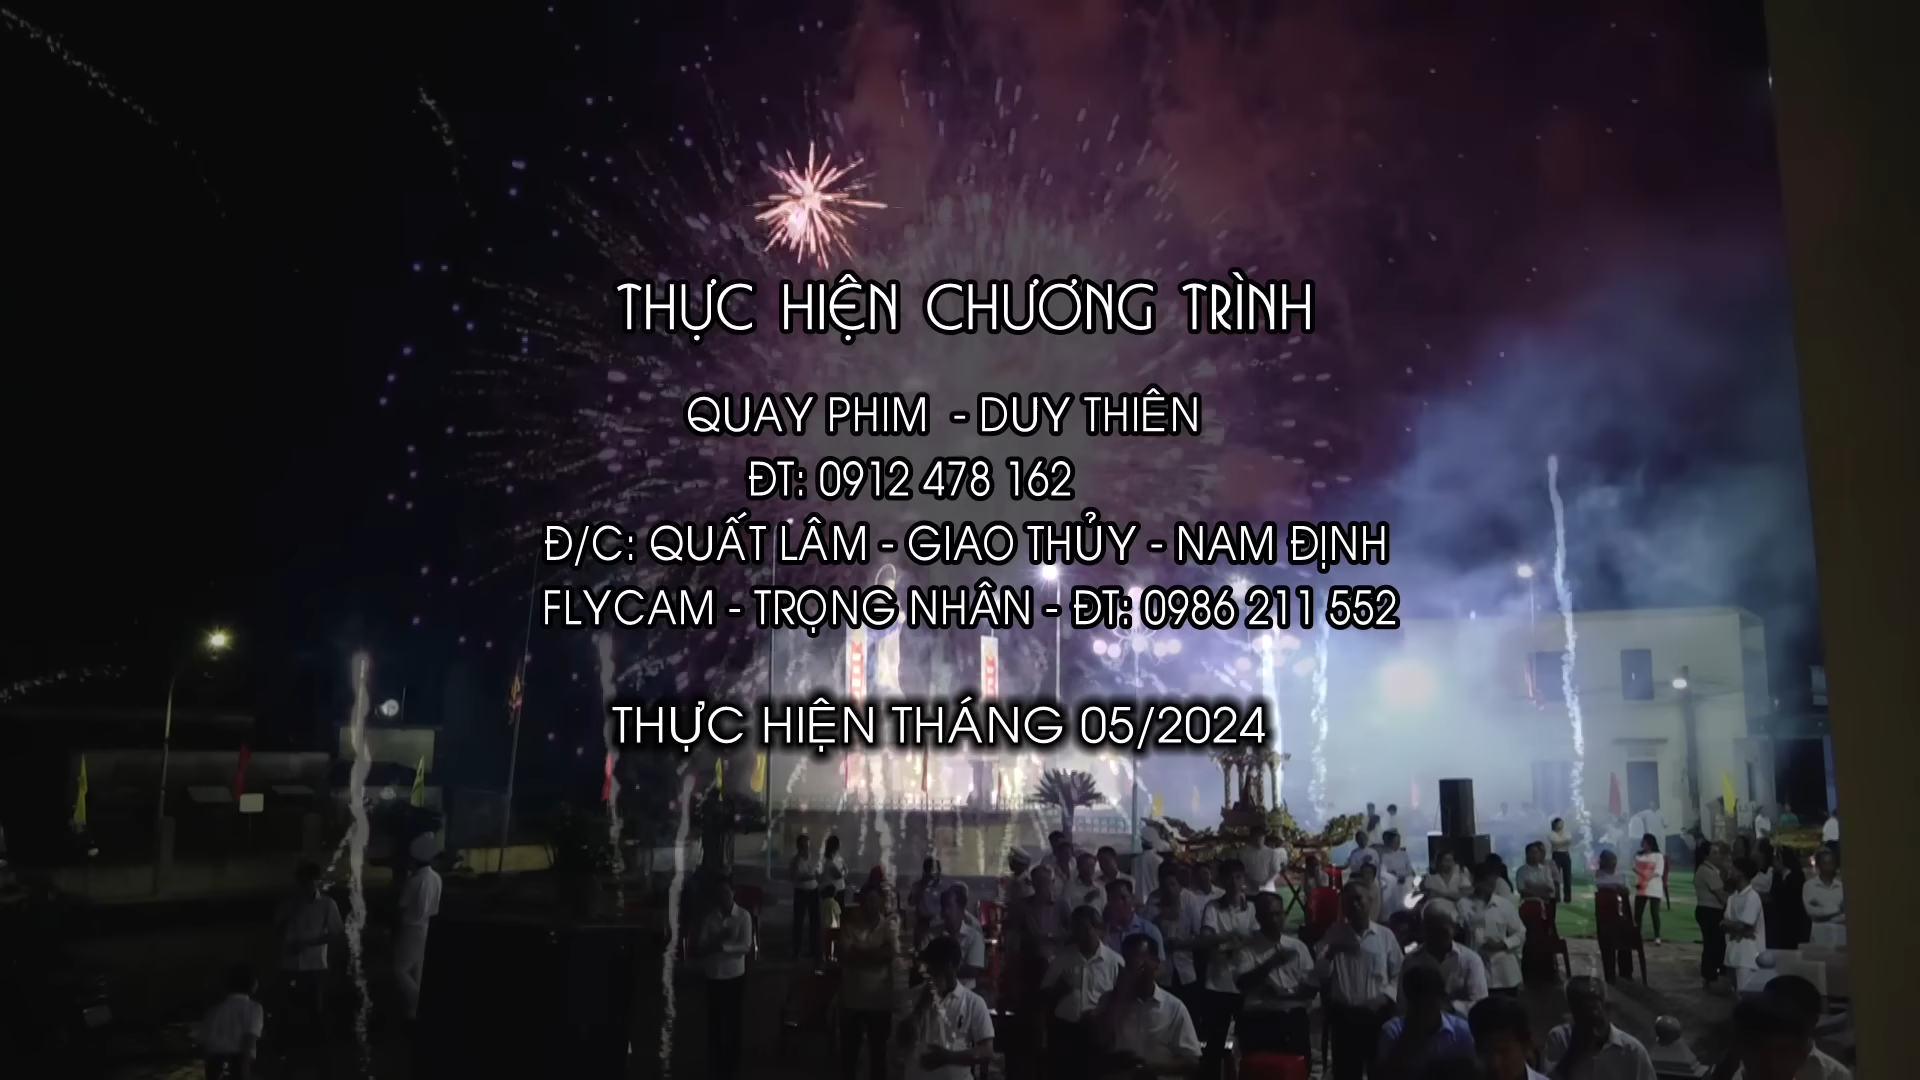 THỰC HIỆN CHƯƠNG TRÌNH
QUAY PHIM - DUY THIÊN
ĐT: 0912 478 162
Đ/C: QUẤT LÂM - GIAO THỦY - NAM ĐỊNH
FLYCAM - TRỌNG NHÂN - ĐT: 0986 211 552
THỰC HIỆN THÁNG 05/2024